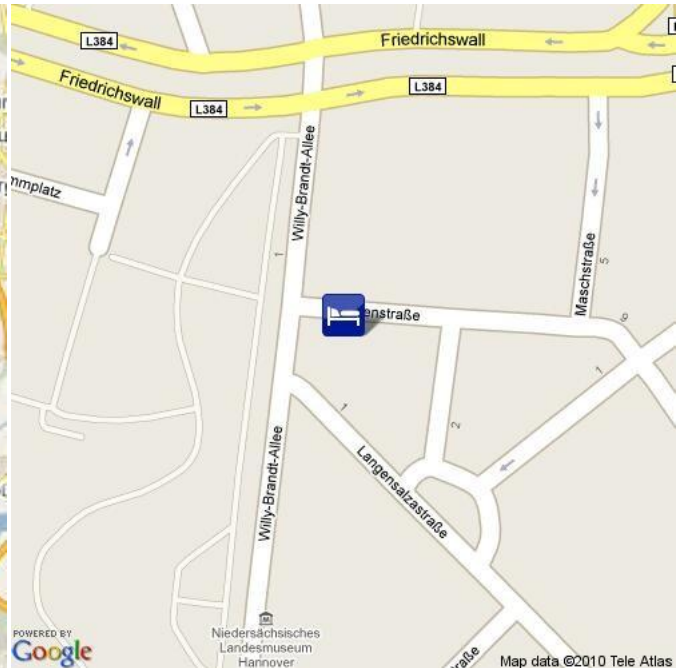 L384
Friedrichswall
Friedrichswall
L384
L384
Willy-Brandt-Allee
mmplatz
1
Maschstraße
5
enstraße
9
1
1
2
Langensalzastraße
Willy-Brandt-Allee
Niedersächsisches
Landesmuseum
Hannover
straße
POWERED BY
Google
Map data ©2010 Tele Atlas